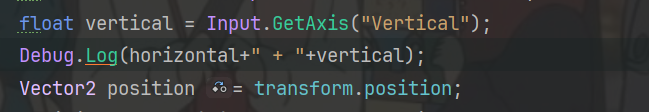 float vertical = Input.GetAxis("Vertical");
Debug.Log(horizontal+" + "+vertical);
Vector2 position = transform.position;